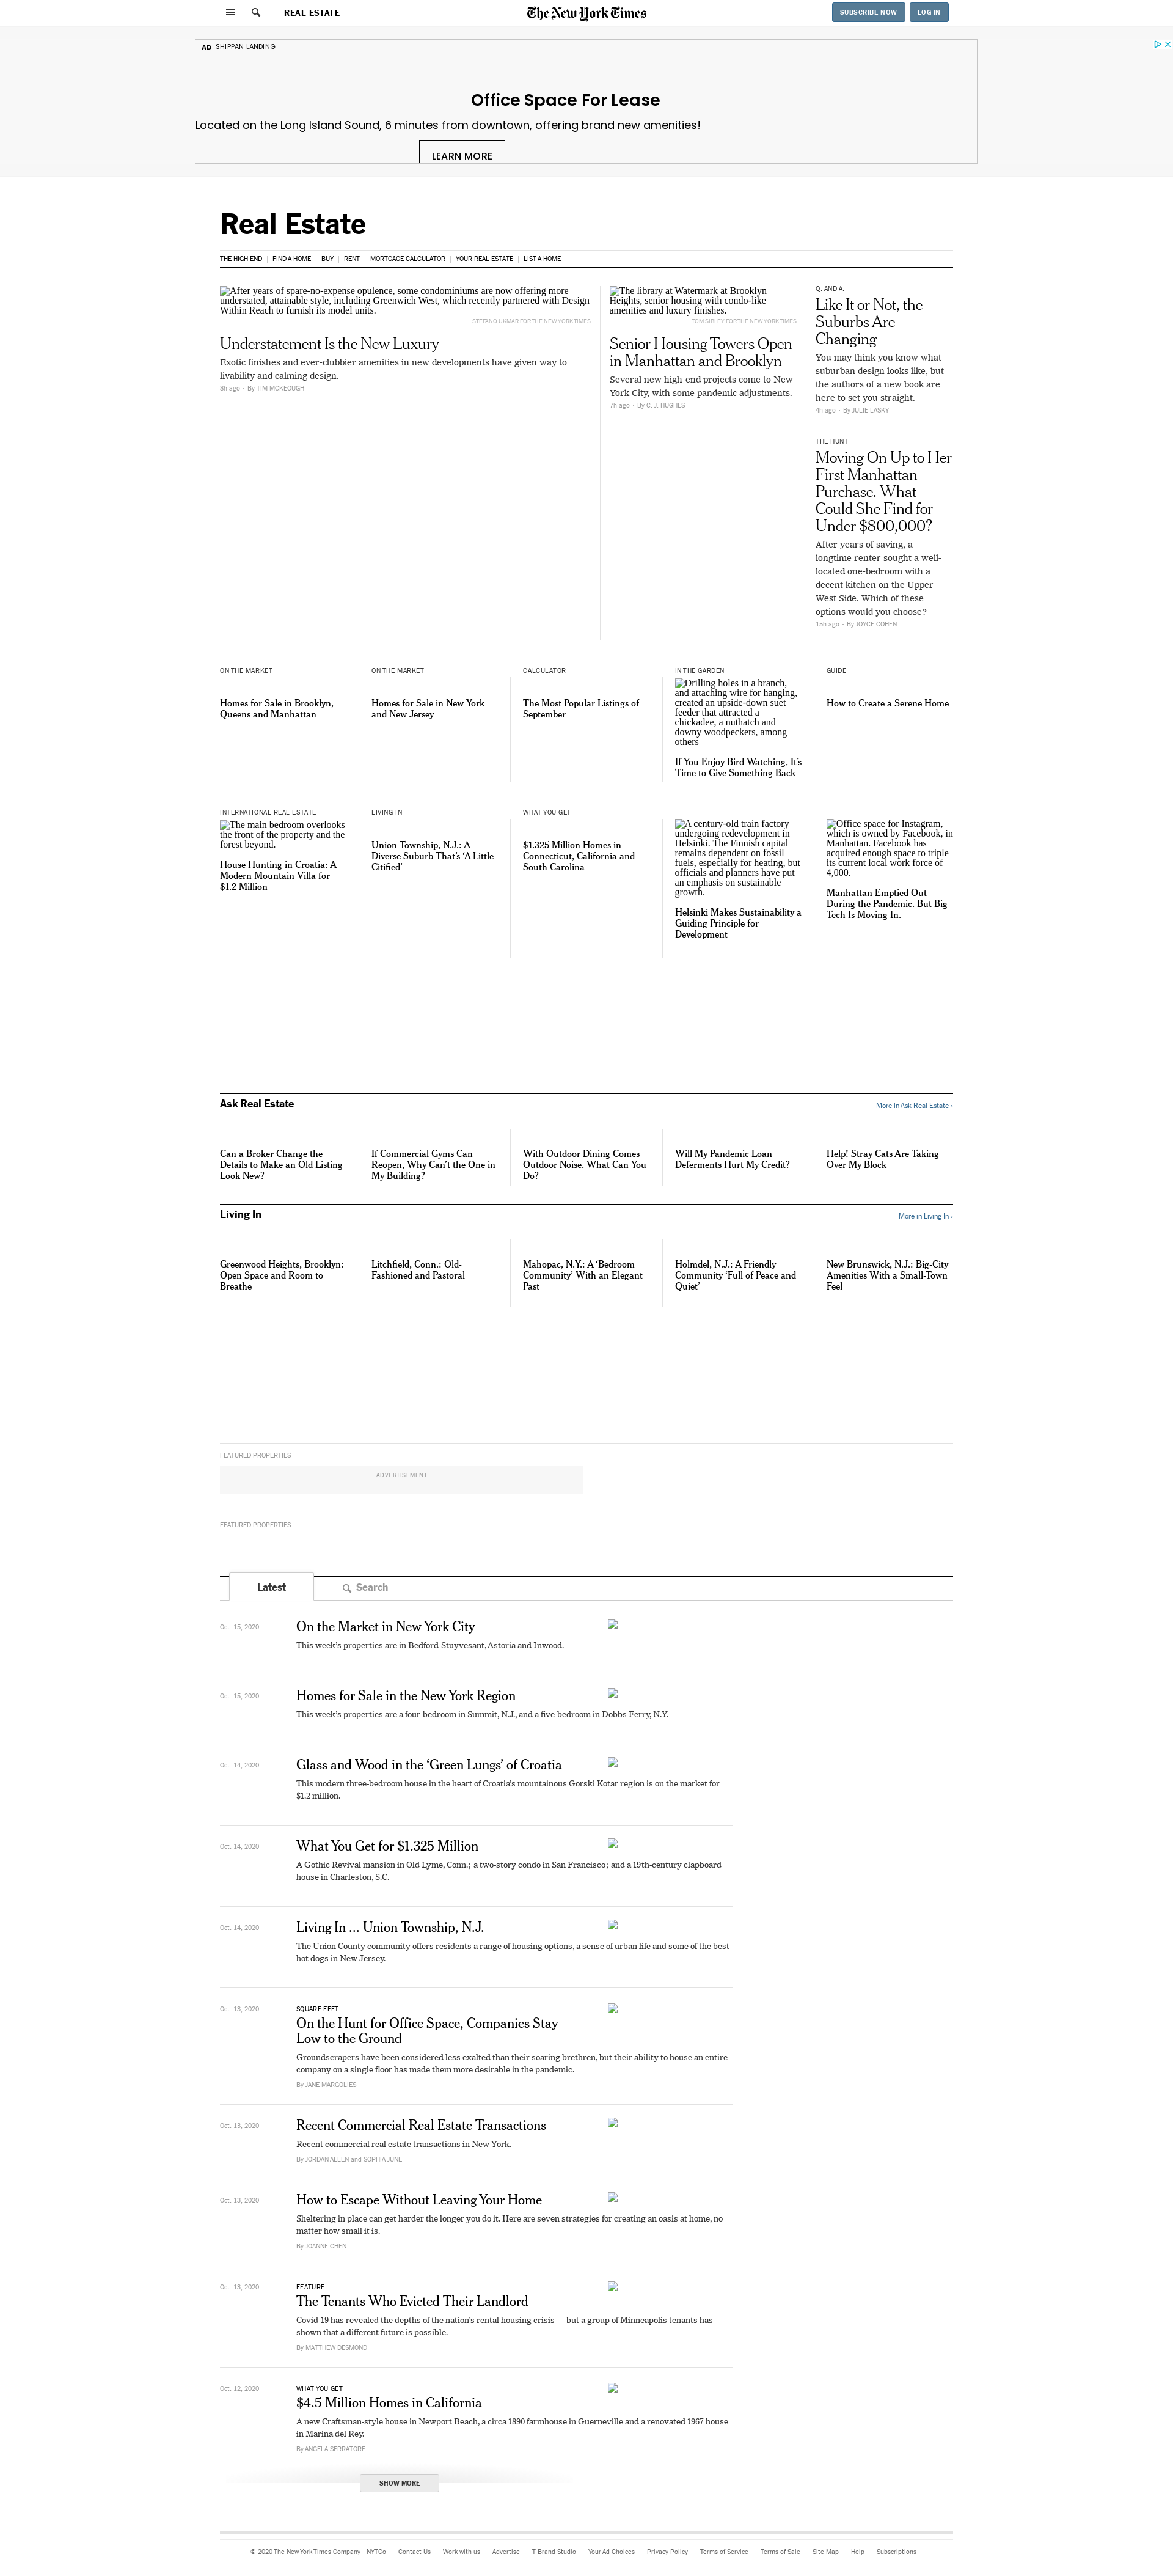 REAL ESTATE
The New York Times
SUBSCRIBE NOW
LOG IN
AD SHIPPAN LANDING
Office Space For Lease
Located on the Long Island Sound, 6 minutes from downtown, offering brand new amenities!
LEARN MORE
Real Estate
THE HIGH END | FIND A HOME | BUY | RENT | MORTGAGE CALCULATOR | YOUR REAL ESTATE | LIST A HOME
After years of spare-no-expense opulence, some condominiums are now offering more
understated, attainable style, including Greenwich West, which recently partnered with Design
Within Reach to furnish its model units.
STEFANO UKMAR FOR THE NEW YORK TIMES
Understatement Is the New Luxury
Exotic finishes and ever-clubbier amenities in new developments have given way to
livability and calming design.
8h ago - By TIM MCKEOUGH
The library at Watermark at Brooklyn
Heights, senior housing with condo-like
amenities and luxury finishes.
TOM SIBLEY FOR THE NEW YORK TIMES
Senior Housing Towers Open
in Manhattan and Brooklyn
Several new high-end projects come to New
York City, with some pandemic adjustments.
7h ago - By C. J. HUGHES
Q. AND A.
Like It or Not, the
Suburbs Are
Changing
You may think you know what
suburban design looks like, but
the authors of a new book are
here to set you straight.
4h ago - By JULIE LASKY
THE HUNT
Moving On Up to Her
First Manhattan
Purchase. What
Could She Find for
Under $800,000?
After years of saving, a
longtime renter sought a well-
located one-bedroom with a
decent kitchen on the Upper
West Side. Which of these
options would you choose?
15h ago - By JOYCE COHEN
ON THE MARKET
Homes for Sale in Brooklyn,
Queens and Manhattan
ON THE MARKET
Homes for Sale in New York
and New Jersey
CALCULATOR
The Most Popular Listings of
September
IN THE GARDEN
Drilling holes in a branch,
and attaching wire for hanging,
created an upside-down suet
feeder that attracted a
chickadee, a nuthatch and
downy woodpeckers, among
others
If You Enjoy Bird-Watching, It’s
Time to Give Something Back
GUIDE
How to Create a Serene Home
INTERNATIONAL REAL ESTATE
The main bedroom overlooks
the front of the property and the
forest beyond.
House Hunting in Croatia: A
Modern Mountain Villa for
$1.2 Million
LIVING IN
Union Township, N.J.: A
Diverse Suburb That’s ‘A Little
Citified’
WHAT YOU GET
$1.325 Million Homes in
Connecticut, California and
South Carolina
A century-old train factory
undergoing redevelopment in
Helsinki. The Finnish capital
remains dependent on fossil
fuels, especially for heating, but
officials and planners have put
an emphasis on sustainable
growth.
Helsinki Makes Sustainability a
Guiding Principle for
Development
Office space for Instagram,
which is owned by Facebook, in
Manhattan. Facebook has
acquired enough space to triple
its current local work force of
4,000.
Manhattan Emptied Out
During the Pandemic. But Big
Tech Is Moving In.
Ask Real Estate
More in Ask Real Estate ›
Can a Broker Change the
Details to Make an Old Listing
Look New?
If Commercial Gyms Can
Reopen, Why Can’t the One in
My Building?
With Outdoor Dining Comes
Outdoor Noise. What Can You
Do?
Will My Pandemic Loan
Deferments Hurt My Credit?
Help! Stray Cats Are Taking
Over My Block
Living In
More in Living In ›
Greenwood Heights, Brooklyn:
Open Space and Room to
Breathe
Litchfield, Conn.: Old-
Fashioned and Pastoral
Mahopac, N.Y.: A ‘Bedroom
Community’ With an Elegant
Past
Holmdel, N.J.: A Friendly
Community ‘Full of Peace and
Quiet’
New Brunswick, N.J.: Big-City
Amenities With a Small-Town
Feel
FEATURED PROPERTIES
ADVERTISEMENT
FEATURED PROPERTIES
Latest
Search
Oct. 15, 2020
On the Market in New York City
This week’s properties are in Bedford-Stuyvesant, Astoria and Inwood.
Oct. 15, 2020
Homes for Sale in the New York Region
This week’s properties are a four-bedroom in Summit, N.J., and a five-bedroom in Dobbs Ferry, N.Y.
Oct. 14, 2020
Glass and Wood in the ‘Green Lungs’ of Croatia
This modern three-bedroom house in the heart of Croatia’s mountainous Gorski Kotar region is on the market for
$1.2 million.
Oct. 14, 2020
What You Get for $1.325 Million
A Gothic Revival mansion in Old Lyme, Conn.; a two-story condo in San Francisco; and a 19th-century clapboard
house in Charleston, S.C.
Oct. 14, 2020
Living In ... Union Township, N.J.
The Union County community offers residents a range of housing options, a sense of urban life and some of the best
hot dogs in New Jersey.
Oct. 13, 2020
SQUARE FEET
On the Hunt for Office Space, Companies Stay
Low to the Ground
Groundscrapers have been considered less exalted than their soaring brethren, but their ability to house an entire
company on a single floor has made them more desirable in the pandemic.
By JANE MARGOLIES
Oct. 13, 2020
Recent Commercial Real Estate Transactions
Recent commercial real estate transactions in New York.
By JORDAN ALLEN and SOPHIA JUNE
Oct. 13, 2020
How to Escape Without Leaving Your Home
Sheltering in place can get harder the longer you do it. Here are seven strategies for creating an oasis at home, no
matter how small it is.
By JOANNE CHEN
Oct. 13, 2020
FEATURE
The Tenants Who Evicted Their Landlord
Covid-19 has revealed the depths of the nation’s rental housing crisis — but a group of Minneapolis tenants has
shown that a different future is possible.
By MATTHEW DESMOND
Oct. 12, 2020
WHAT YOU GET
$4.5 Million Homes in California
A new Craftsman-style house in Newport Beach, a circa 1890 farmhouse in Guerneville and a renovated 1967 house
in Marina del Rey.
By ANGELA SERRATORE
SHOW MORE
© 2020 The New York Times Company NYTCo Contact Us Work with us Advertise T Brand Studio Your Ad Choices Privacy Policy Terms of Service Terms of Sale Site Map Help Subscriptions